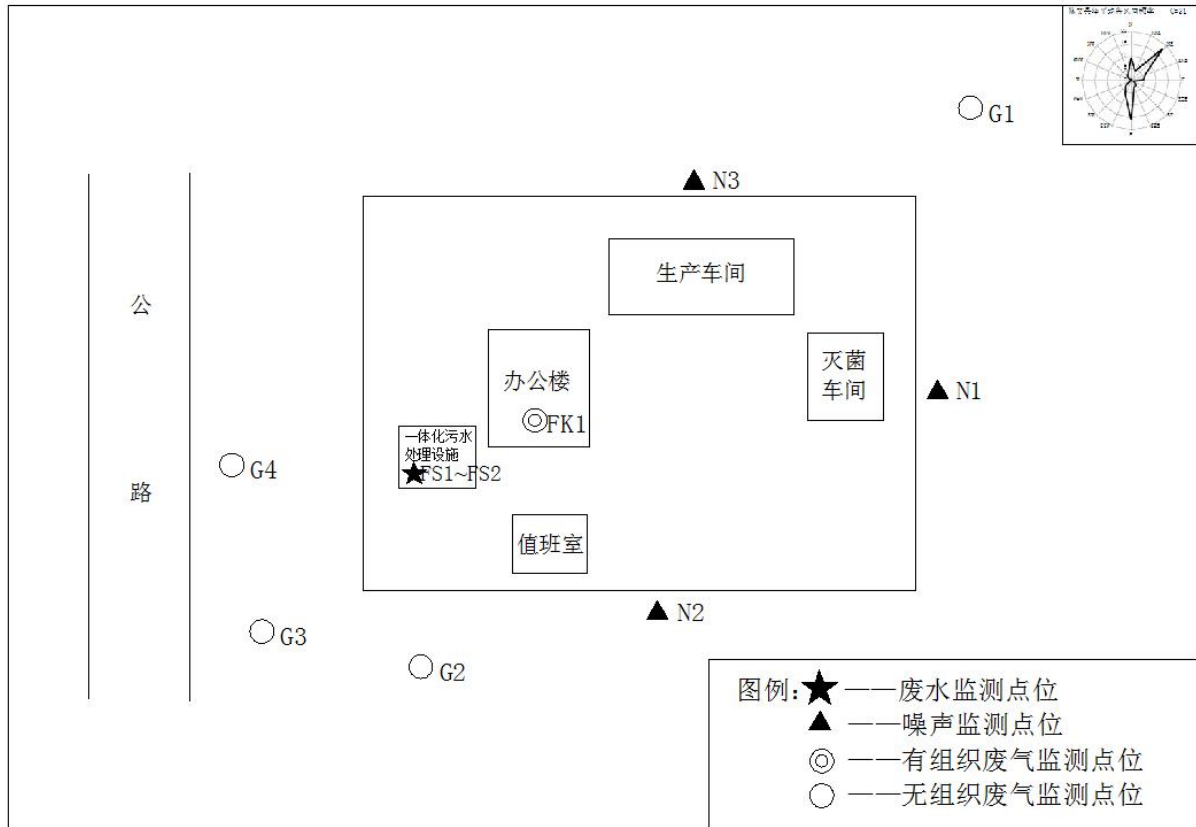 C=21
G1
N3
生产车间
公
灭菌
车间
办公楼
N1
FK1
一体化污水
处理设施
FS1~FS2
G4
路
值班室
N2
G3
G2
图例: ——废水监测点位
——噪声监测点位
——有组织废气监测点位
——无组织废气监测点位